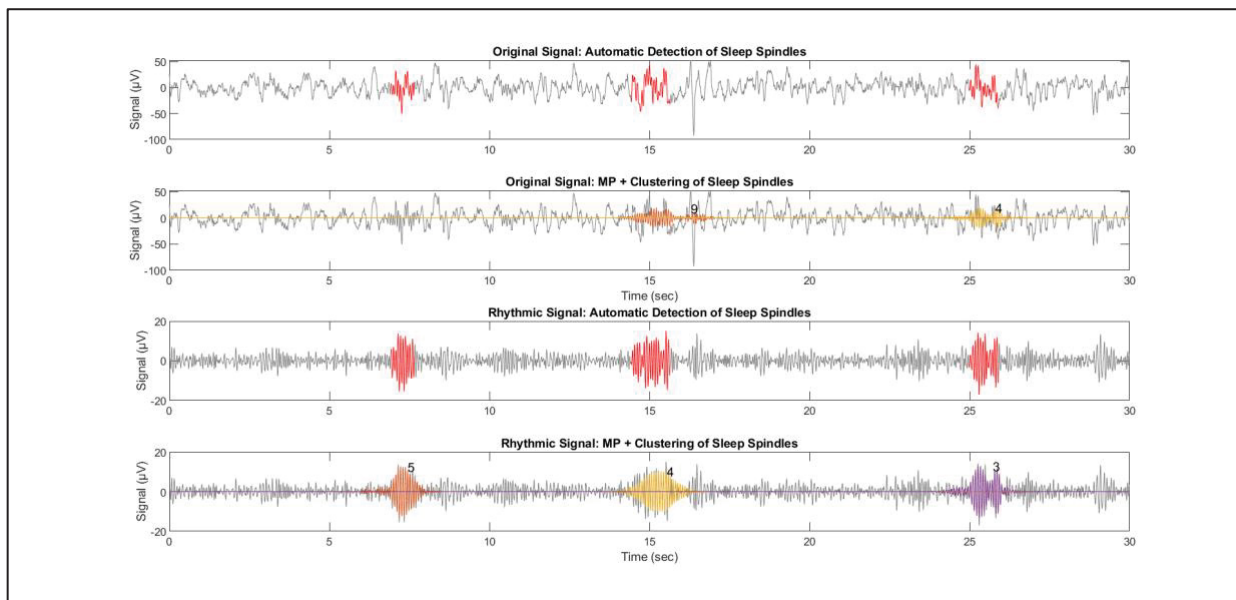 Original Signal: Automatic Detection of Sleep Spindles
Signal (µV)
50
0
-50
-100
0 5 10 15 20 25 30
Original Signal: MP + Clustering of Sleep Spindles
Signal (µV)
50
0
-50
-100
9 4
0 5 10 15 20 25 30
Time (sec)
Rhythmic Signal: Automatic Detection of Sleep Spindles
Signal (µV)
20
0
-20
0 5 10 15 20 25 30
Rhythmic Signal: MP + Clustering of Sleep Spindles
Signal (µV)
20
0
-20
5 4 3
0 5 10 15 20 25 30
Time (sec)